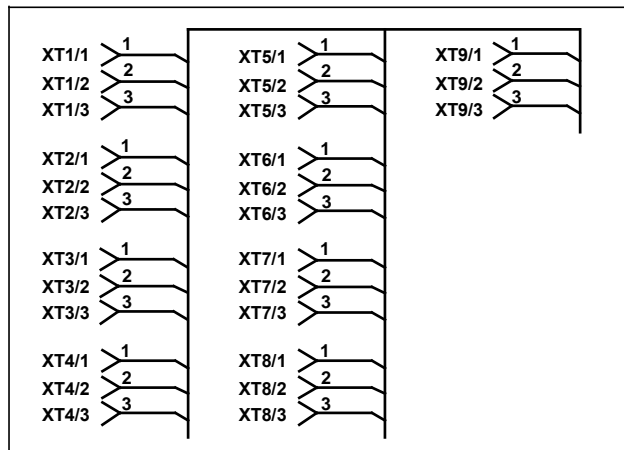 XT1/1 1
XT1/2 2
XT1/3 3
XT2/1 1
XT2/2 2
XT2/3 3
XT3/1 1
XT3/2 2
XT3/3 3
XT4/1 1
XT4/2 2
XT4/3 3
XT5/1 1
XT5/2 2
XT5/3 3
XT6/1 1
XT6/2 2
XT6/3 3
XT7/1 1
XT7/2 2
XT7/3 3
XT8/1 1
XT8/2 2
XT8/3 3
XT9/1 1
XT9/2 2
XT9/3 3